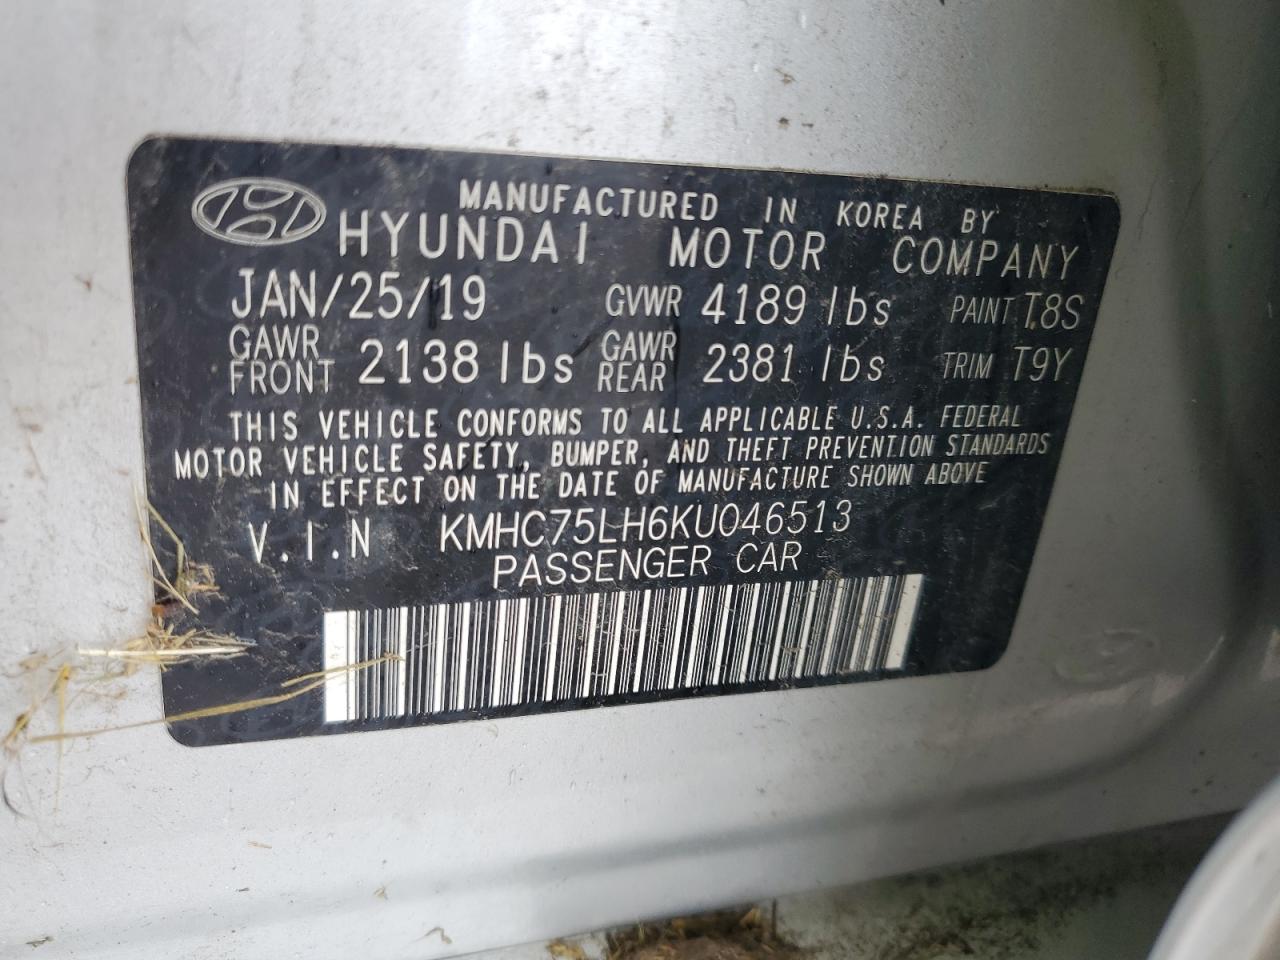 MANUFACTURED IN KOREA BY
HYUNDAI MOTOR COMPANY
JAN/25/19 GVWR 4189 lbs PAINT T8S
GAWR FRONT 2138 lbs GAWR REAR 2381 lbs TRIM T9Y
THIS VEHICLE CONFORMS TO ALL APPLICABLE U.S.A. FEDERAL
MOTOR VEHICLE SAFETY, BUMPER, AND THEFT PREVENTION STANDARDS
IN EFFECT ON THE DATE OF MANUFACTURE SHOWN ABOVE
V.I.N KMHC75LH6KU046513
PASSENGER CAR